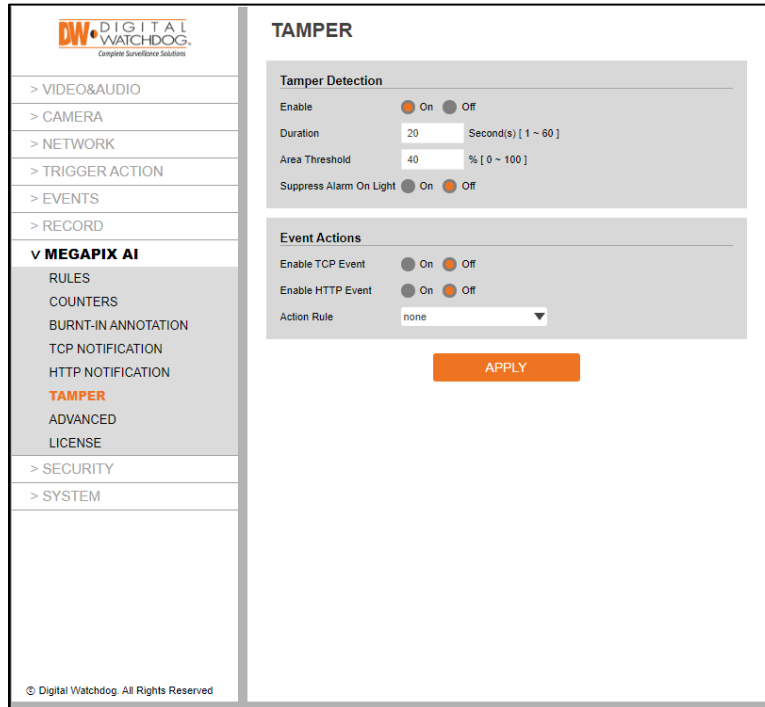 DW DIGITAL
WATCHDOG.
Complete Surveillance Solutions
> VIDEO&AUDIO
> CAMERA
> NETWORK
> TRIGGER ACTION
> EVENTS
> RECORD
v MEGAPIX AI
RULES
COUNTERS
BURNT-IN ANNOTATION
TCP NOTIFICATION
HTTP NOTIFICATION
TAMPER
ADVANCED
LICENSE
> SECURITY
> SYSTEM
© Digital Watchdog. All Rights Reserved
TAMPER
Tamper Detection
Enable On Off
Duration 20 Second(s) [ 1 ~ 60 ]
Area Threshold 40 % [ 0 ~ 100 ]
Suppress Alarm On Light On Off
Event Actions
Enable TCP Event On Off
Enable HTTP Event On Off
Action Rule none
APPLY